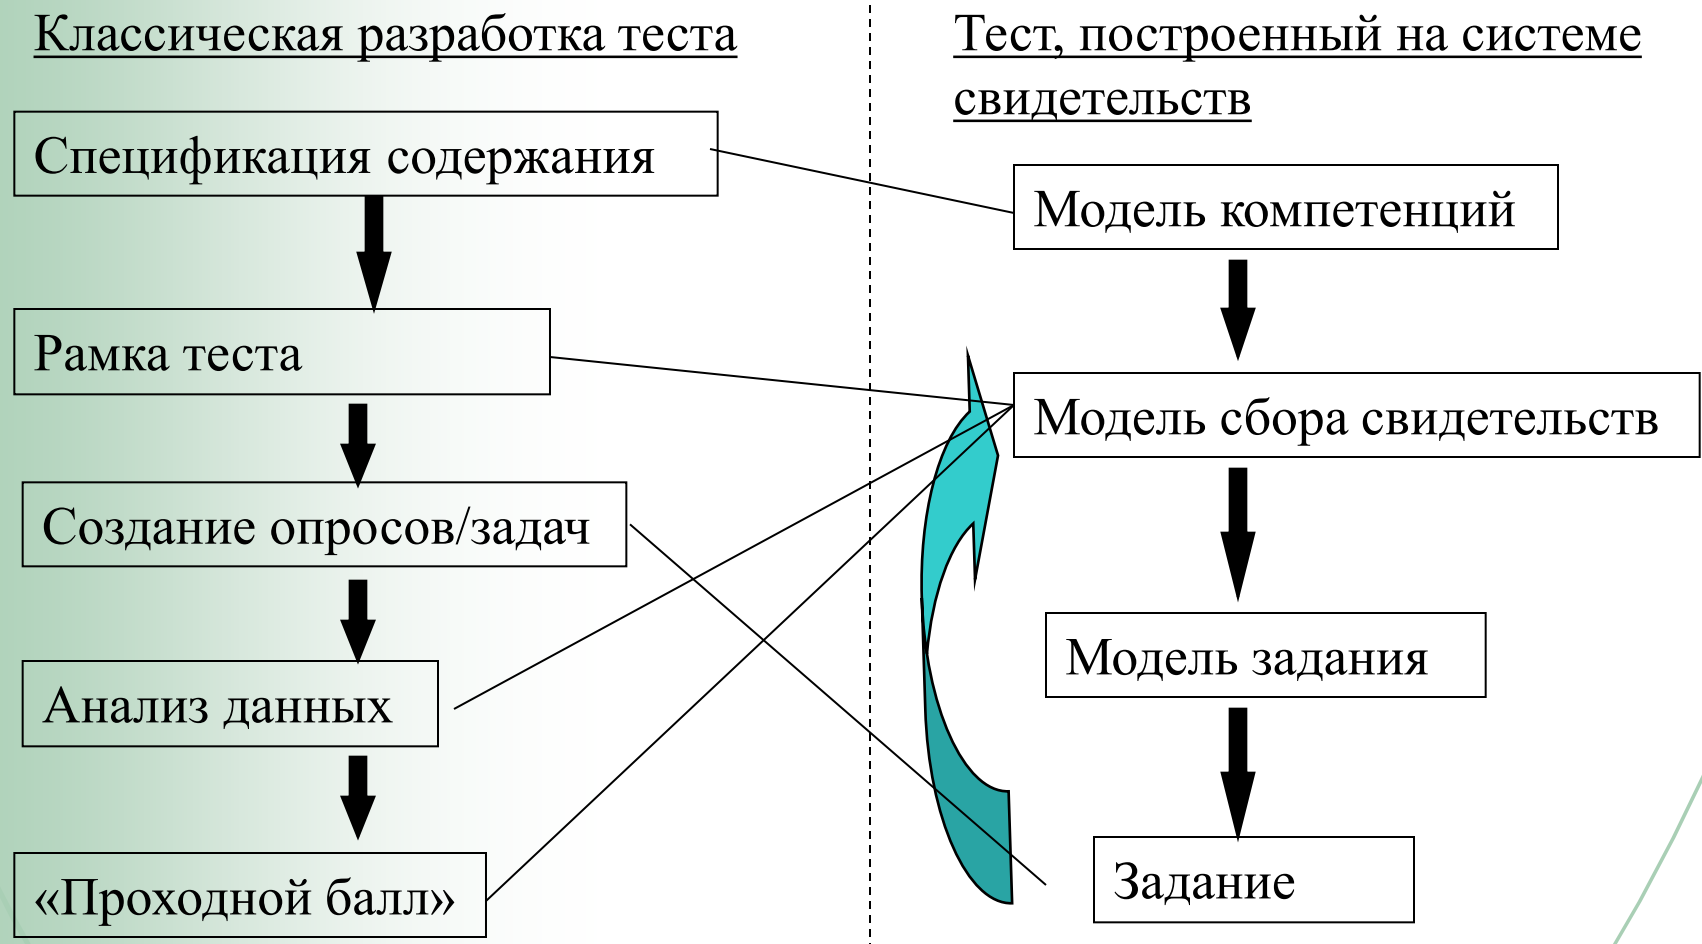 Классическая разработка теста
Спецификация содержания
Рамка теста
Создание опросов/задач
Анализ данных
«Проходной балл»
Тест, построенный на системе
свидетельств
Модель компетенций
Модель сбора свидетельств
Модель задания
Задание